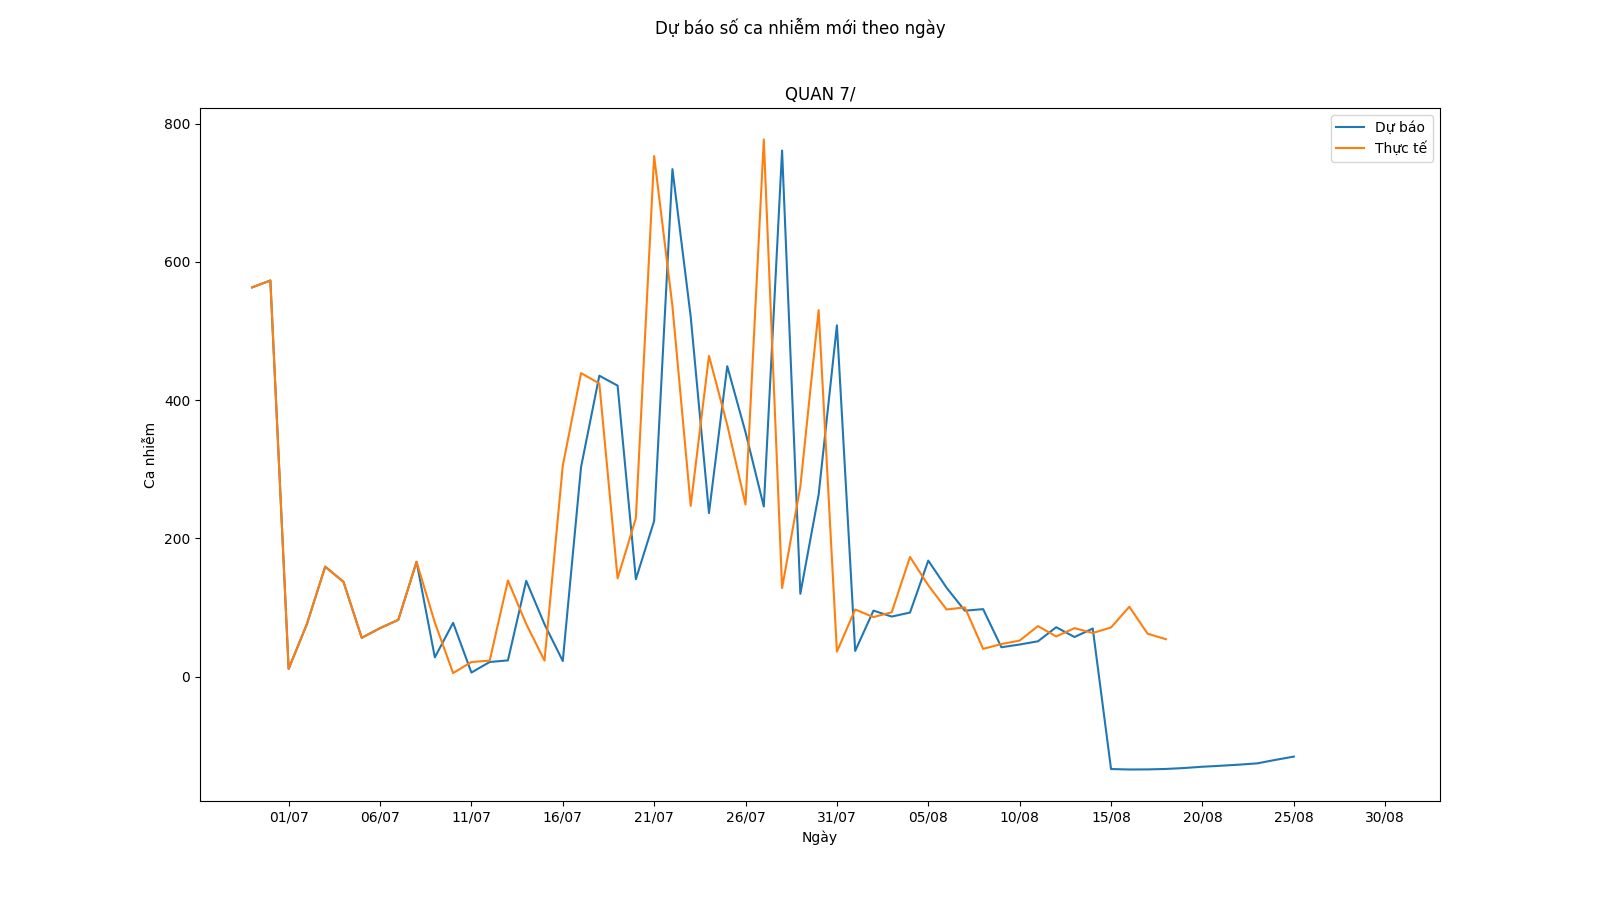 Dự báo số ca nhiễm mới theo ngày
QUAN 7/
Dự báo
Thực tế
800
600
400
200
0
Ca nhiễm
01/07 06/07 11/07 16/07 21/07 26/07 31/07 05/08 10/08 15/08 20/08 25/08 30/08
Ngày